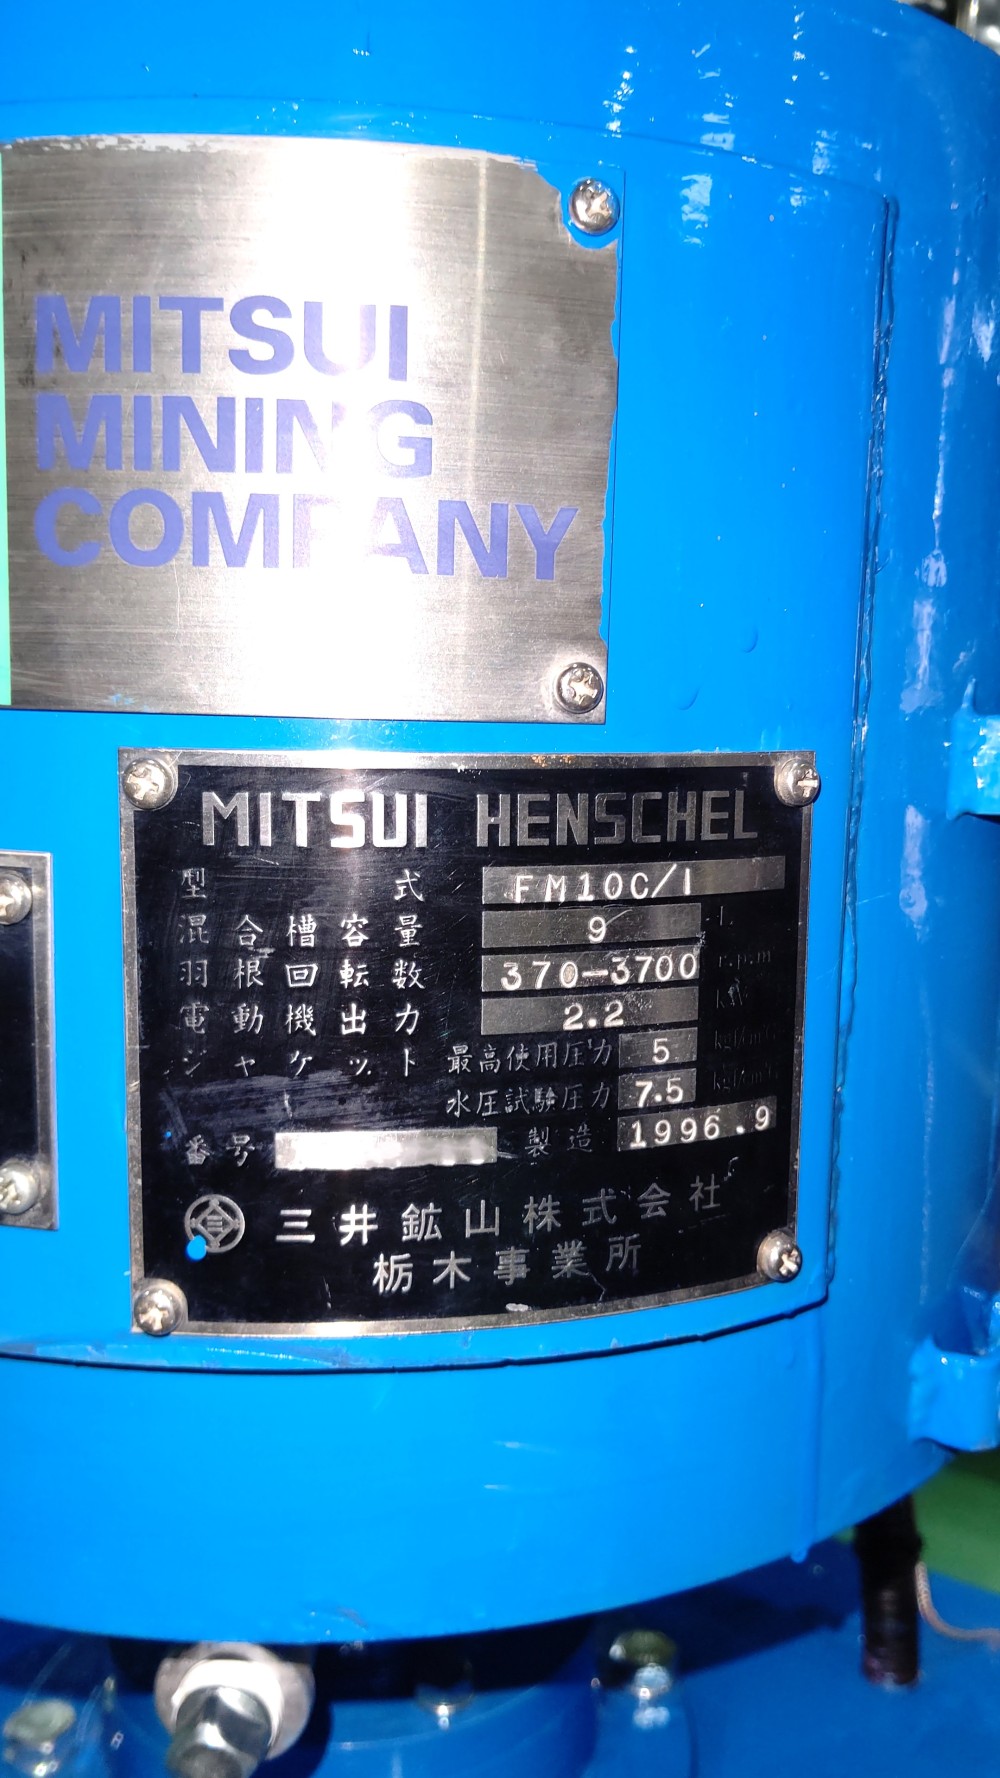 MITSUI
MINING
COMPANY
MITSUI HENSCHEL
型式 FM10C/I
混合槽容量 9 L
羽根回転数 370-3700 r.p.m
電動機出力 2.2 kW
ジャケット 最高使用圧力 5
水圧試験圧力 7.5
番号 製造 1996.9
三井鉱山株式会社
栃木事業所